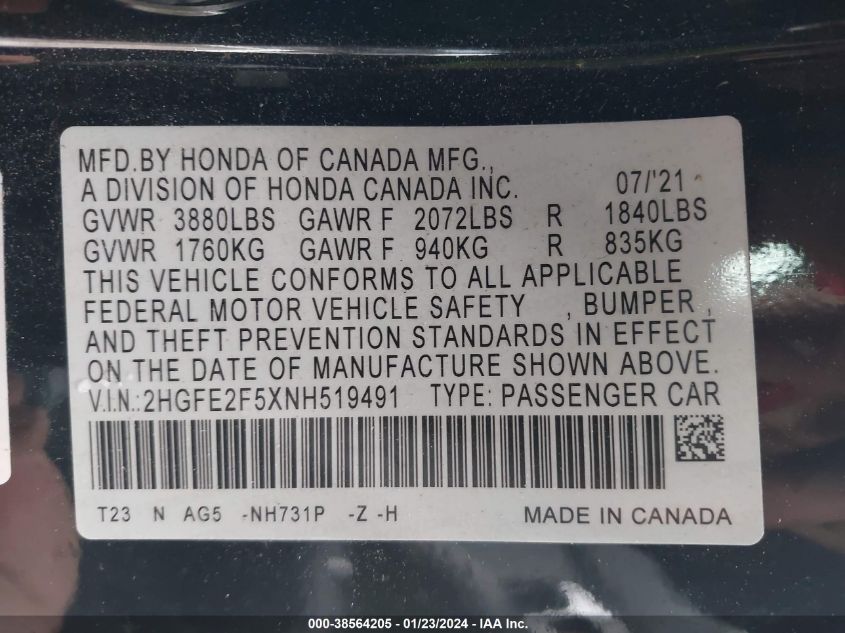 MFD.BY HONDA OF CANADA MFG.,
A DIVISION OF HONDA CANADA INC. 07/'21
GVWR 3880LBS GAWR F 2072LBS R 1840LBS
GVWR 1760KG GAWR F 940KG R 835KG
THIS VEHICLE CONFORMS TO ALL APPLICABLE
FEDERAL MOTOR VEHICLE SAFETY , BUMPER ,
AND THEFT PREVENTION STANDARDS IN EFFECT
ON THE DATE OF MANUFACTURE SHOWN ABOVE.
V.I.N.:2HGFE2F5XNH519491 TYPE: PASSENGER CAR
T23 N AG5 -NH731P -Z -H MADE IN CANADA
000-38564205 - 01/23/2024 - IAA Inc.